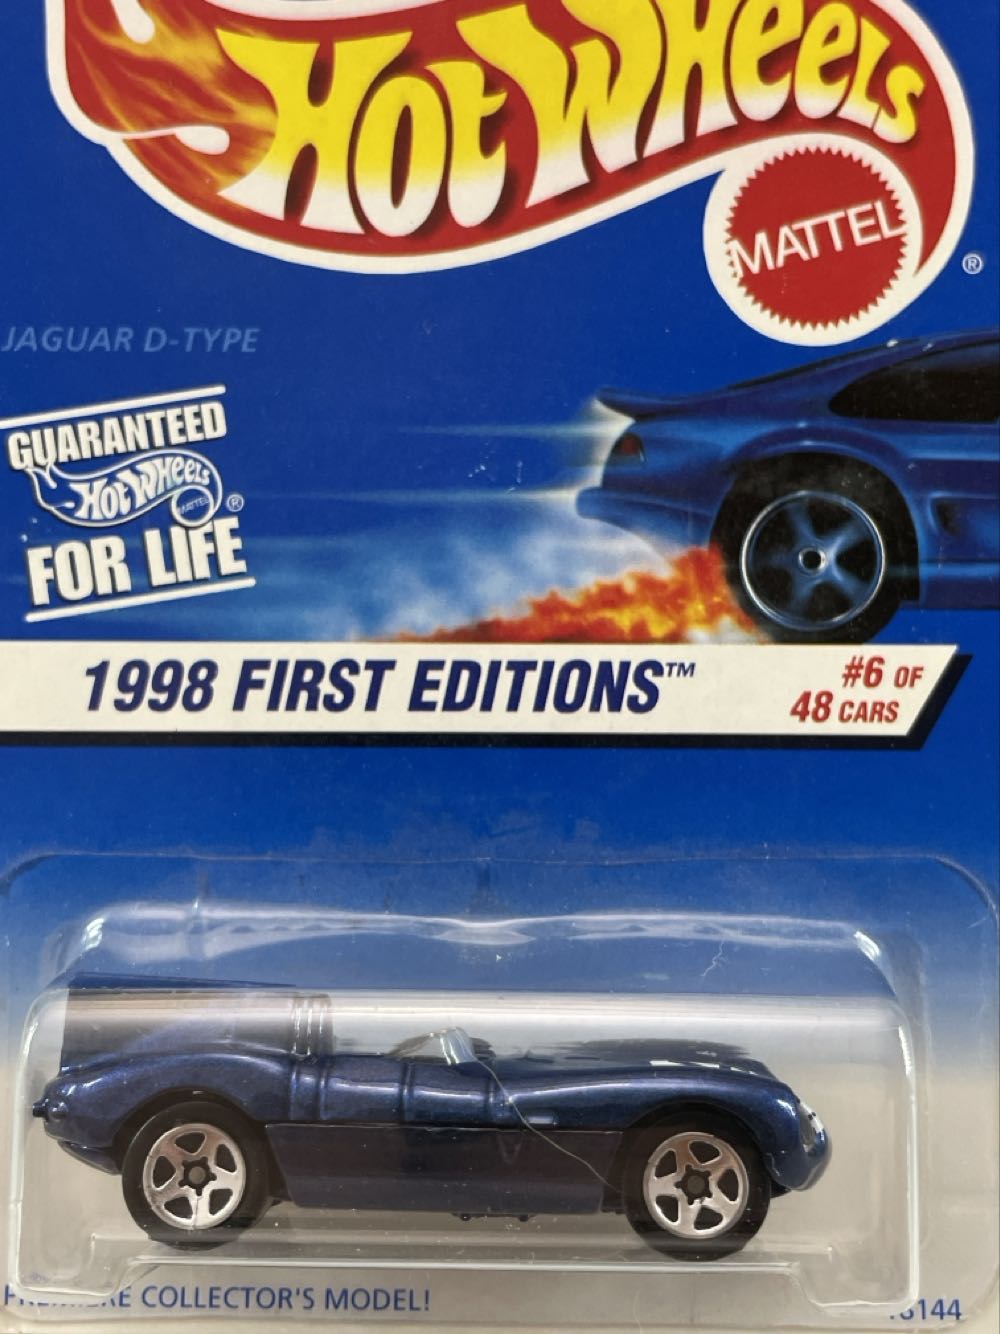 Hot Wheels
MATTEL
®
JAGUAR D-TYPE
GUARANTEED
Hot Wheels
MATTEL
®
FOR LIFE
1998 FIRST EDITIONS™
#6 OF
48 CARS
COLLECTOR'S MODEL!